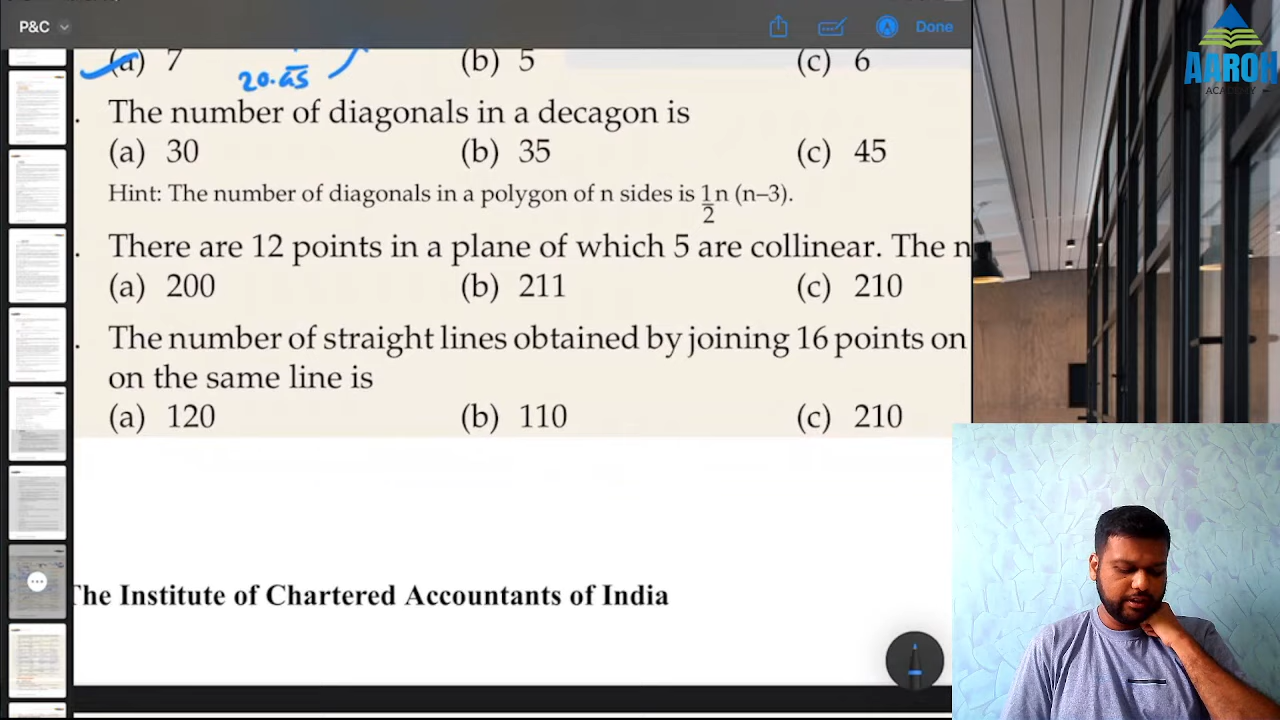 P&C
Done
AAROH
ACADEMY
(a) 7 (b) 5 (c) 6
20.45
. The number of diagonals in a decagon is
(a) 30 (b) 35 (c) 45
Hint: The number of diagonals in a polygon of n sides is 1/2 n (n–3).
. There are 12 points in a plane of which 5 are collinear. The n
(a) 200 (b) 211 (c) 210
. The number of straight lines obtained by joining 16 points on
on the same line is
(a) 120 (b) 110 (c) 210
The Institute of Chartered Accountants of India